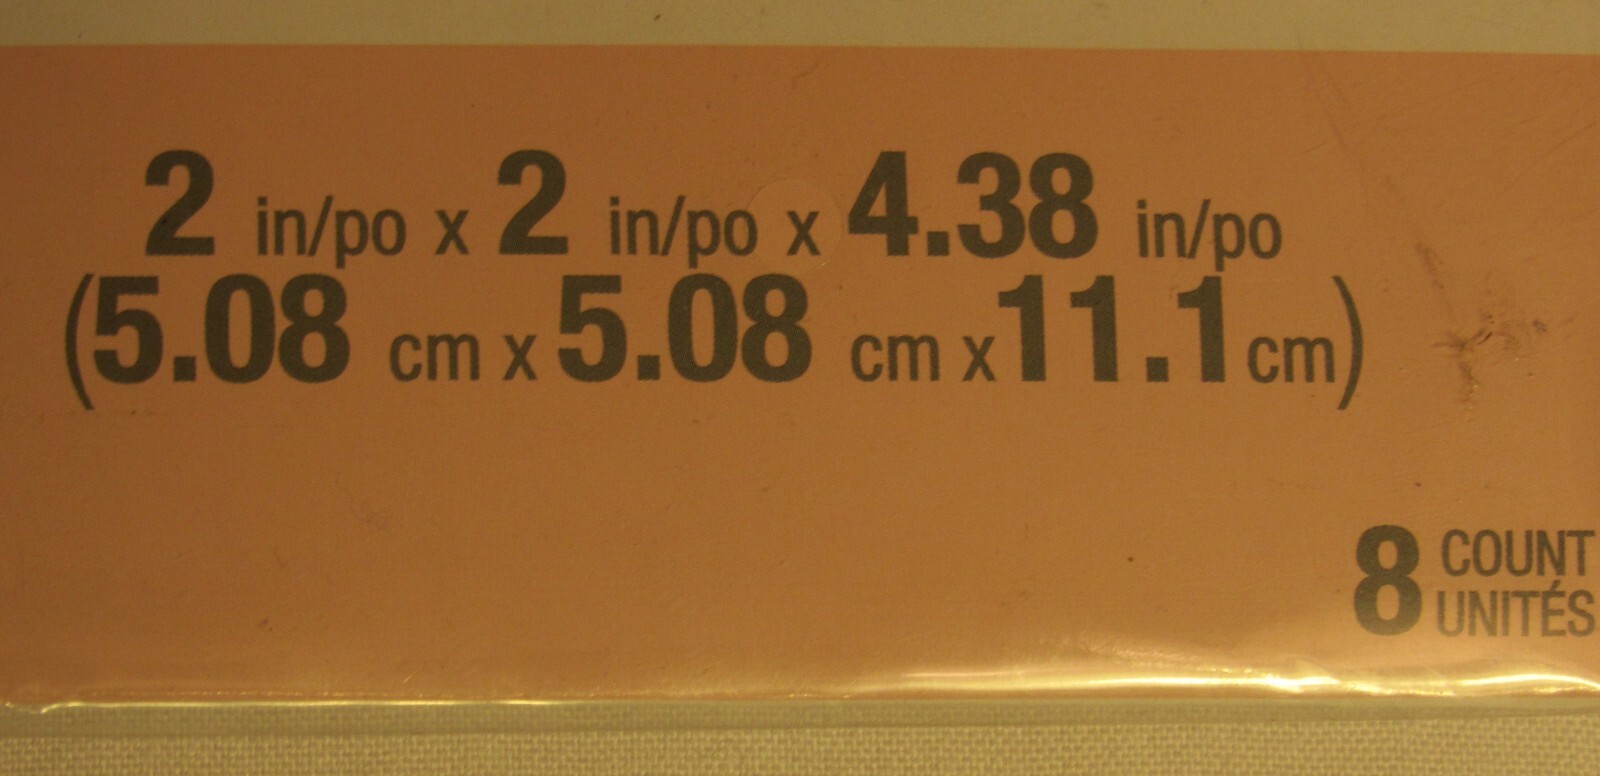 2 in/po x 2 in/po x 4.38 in/po
(5.08 cm x 5.08 cm x 11.1 cm)
8 COUNT
UNITÉS